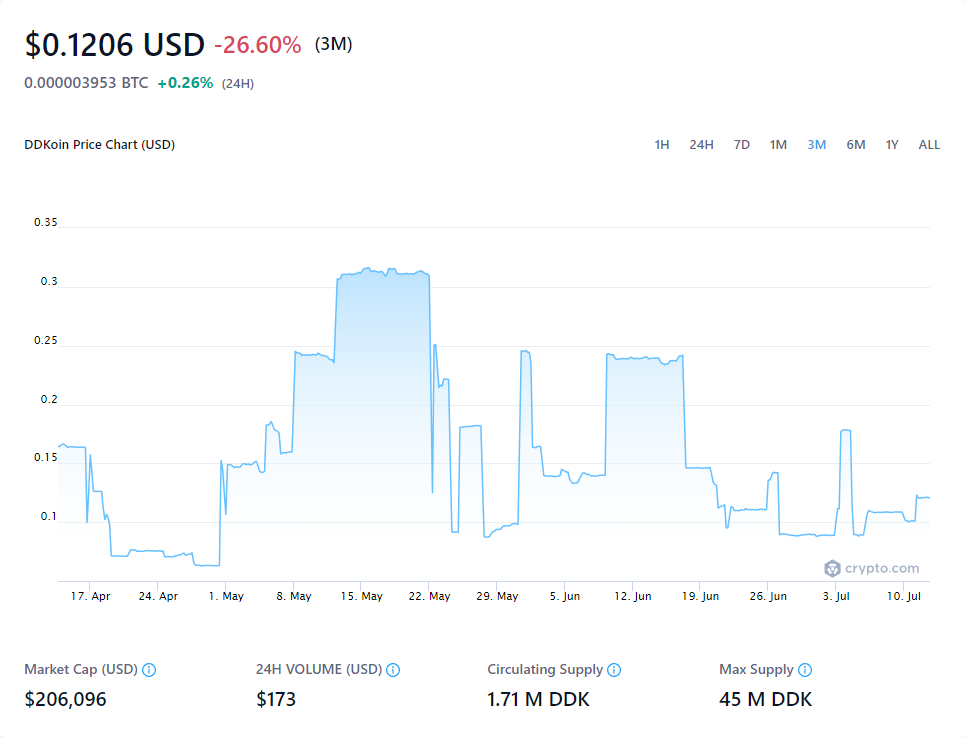 $0.1206 USD -26.60% (3M)
0.000003953 BTC +0.26% (24H)
DDKoin Price Chart (USD) 1H 24H 7D 1M 3M 6M 1Y ALL
0.35
0.3
0.25
0.2
0.15
0.1
crypto.com
17. Apr 24. Apr 1. May 8. May 15. May 22. May 29. May 5. Jun 12. Jun 19. Jun 26. Jun 3. Jul 10. Jul
Market Cap (USD) 24H VOLUME (USD) Circulating Supply Max Supply
$206,096 $173 1.71 M DDK 45 M DDK